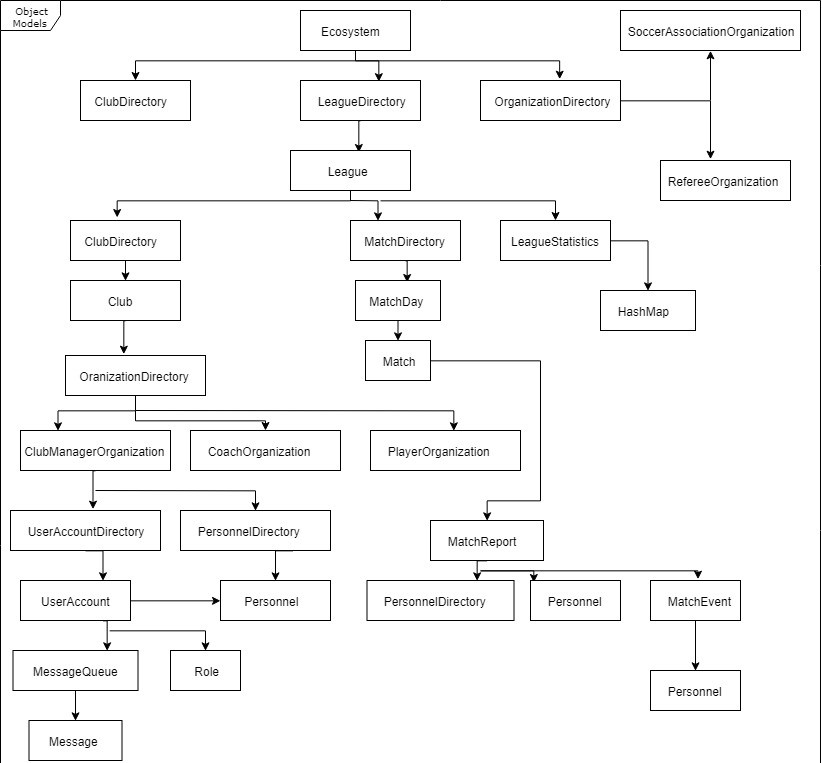 Object
Models
Ecosystem
SoccerAssociationOrganization
ClubDirectory
LeagueDirectory
OrganizationDirectory
League
RefereeOrganization
ClubDirectory
MatchDirectory
LeagueStatistics
Club
MatchDay
HashMap
Match
OranizationDirectory
ClubManagerOrganization
CoachOrganization
PlayerOrganization
UserAccountDirectory
PersonnelDirectory
MatchReport
UserAccount
Personnel
PersonnelDirectory
Personnel
MatchEvent
MessageQueue
Role
Personnel
Message